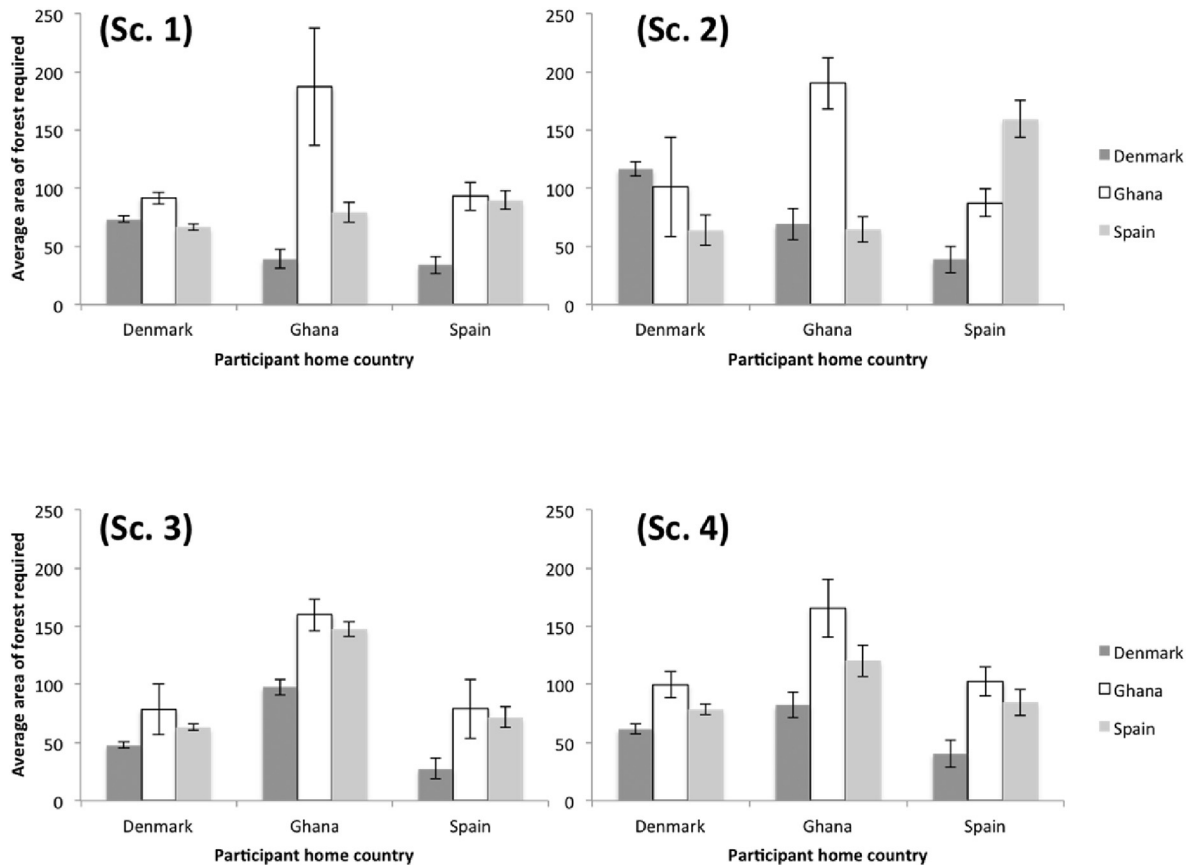 (Sc. 1)
Average area of forest required
250
200
150
100
50
0
Denmark Ghana Spain
Participant home country
(Sc. 2)
250
200
150
100
50
0
Denmark Ghana Spain
Participant home country
Denmark
Ghana
Spain
(Sc. 3)
Average area of forest required
250
200
150
100
50
0
Denmark Ghana Spain
Participant home country
(Sc. 4)
250
200
150
100
50
0
Denmark Ghana Spain
Participant home country
Denmark
Ghana
Spain